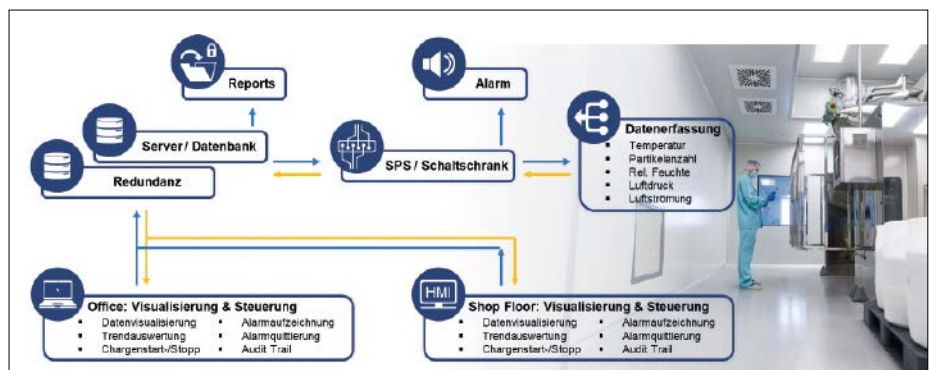 Reports
Alarm
Server / Datenbank
Redundanz
SPS / Schaltschrank
Datenerfassung
▪ Temperatur
▪ Partikelanzahl
▪ Rel. Feuchte
▪ Luftdruck
▪ Luftströmung
Office: Visualisierung & Steuerung
▪ Datenvisualisierung
▪ Trendauswertung
▪ Chargenstart-/Stopp
▪ Alarmaufzeichnung
▪ Alarmquittierung
▪ Audit Trail
HMI
Shop Floor: Visualisierung & Steuerung
▪ Datenvisualisierung
▪ Trendauswertung
▪ Chargenstart-/Stopp
▪ Alarmaufzeichnung
▪ Alarmquittierung
▪ Audit Trail